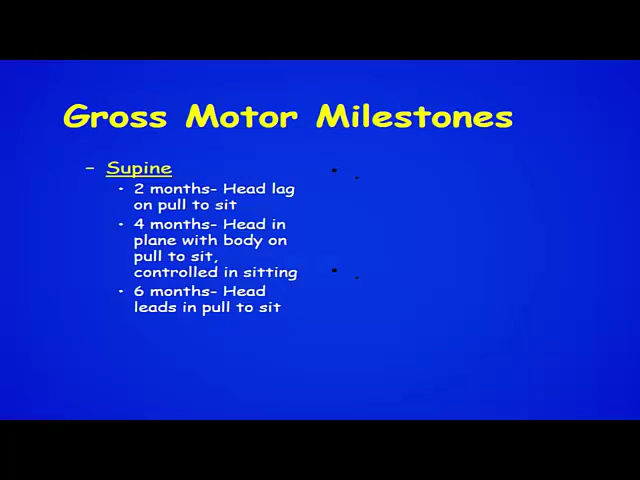 Gross Motor Milestones
– Supine
• 2 months- Head lag
on pull to sit
• 4 months- Head in
plane with body on
pull to sit,
controlled in sitting
• 6 months- Head
leads in pull to sit